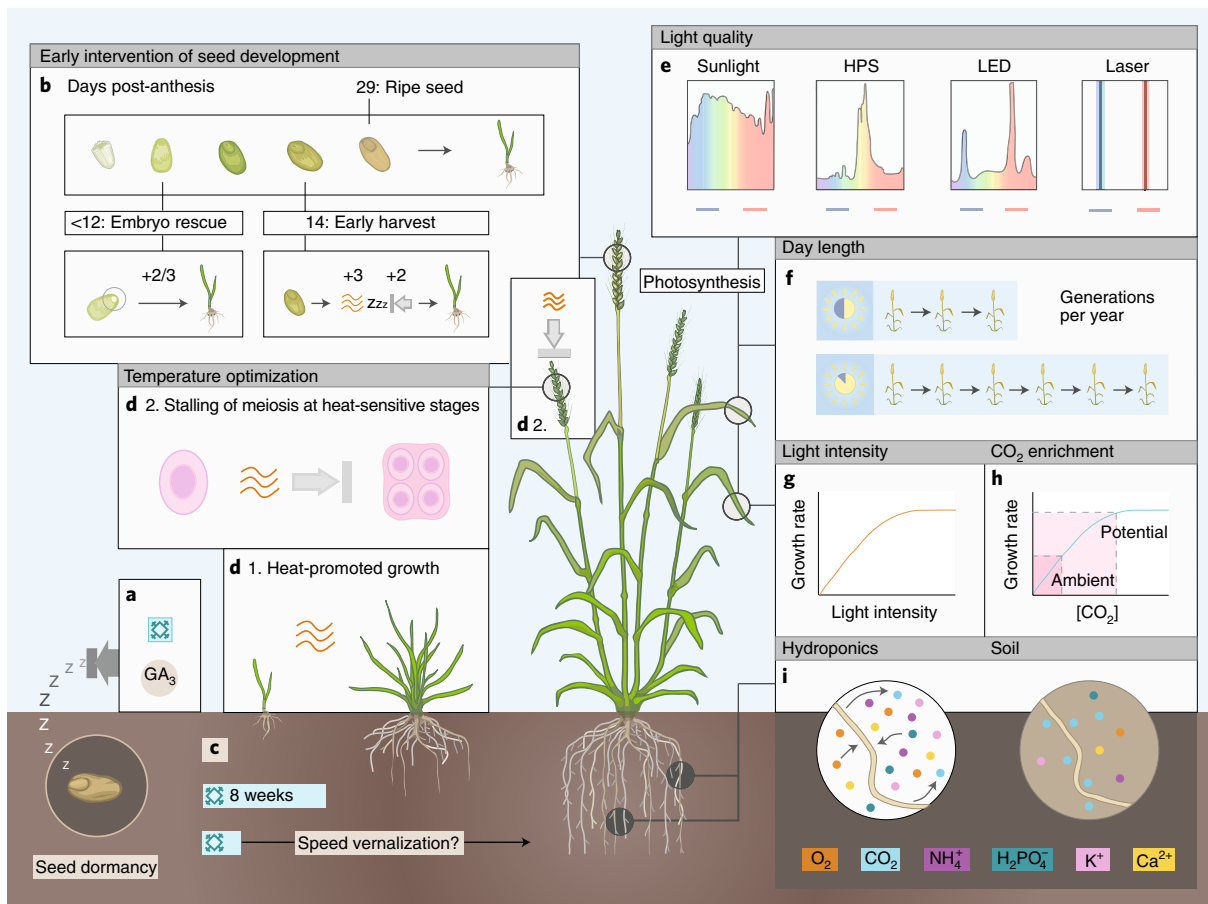 Early intervention of seed development
b Days post-anthesis
29: Ripe seed
<12: Embryo rescue
14: Early harvest
+2/3
+3 +2
zzz
Light quality
e Sunlight HPS LED Laser
Photosynthesis
Day length
f
Generations
per year
d 2.
Temperature optimization
d 2. Stalling of meiosis at heat-sensitive stages
d 1. Heat-promoted growth
Light intensity
g
Growth rate
Light intensity
CO₂ enrichment
h
Growth rate
Potential
Ambient
[CO₂]
a
GA₃
z
z
z
Z
Z
z
z
Seed dormancy
c
8 weeks
Speed vernalization?
Hydroponics Soil
i
O₂ CO₂ NH₄⁺ H₂PO₄⁻ K⁺ Ca²⁺